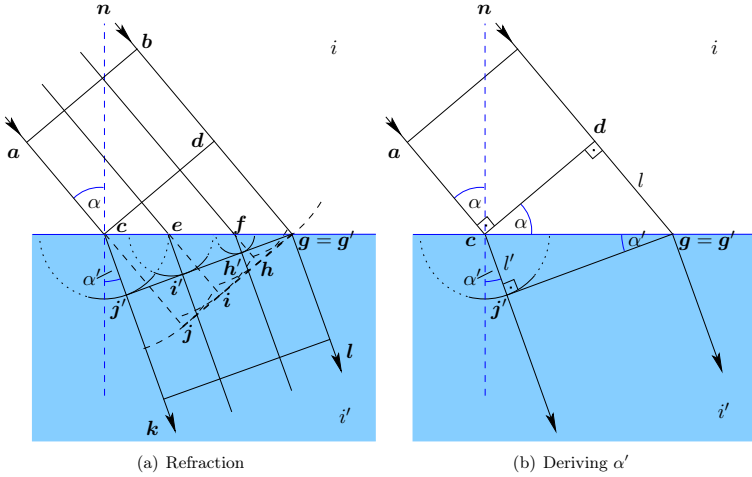 n
b
i
a
d
α
c
e
f
g = g′
α′
h′
h
i′
i
j′
j
l
k
i′
(a) Refraction
n
i
d
a
α
l
α
c
α′
g = g′
α′
l′
j′
i′
(b) Deriving α′